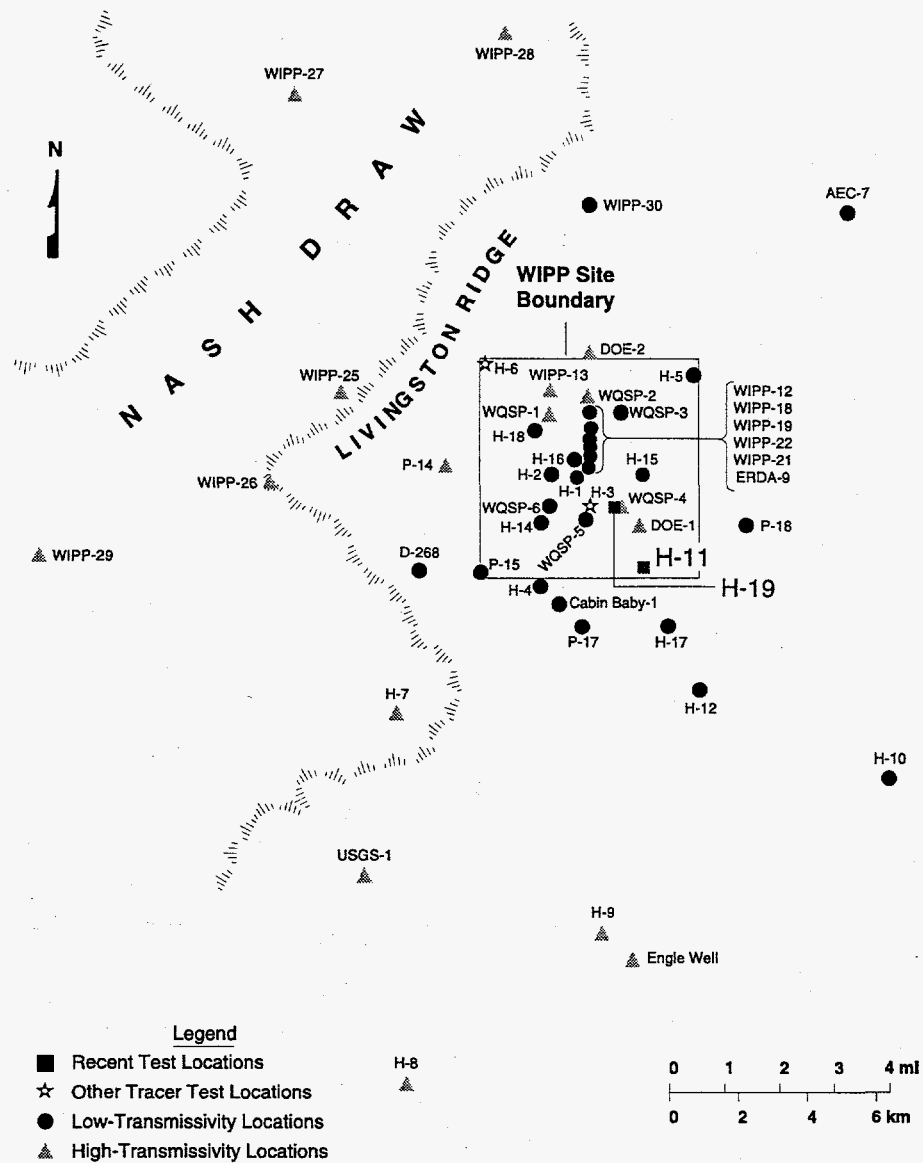 WIPP-28
WIPP-27
N
NASH DRAW
AEC-7
WIPP-30
LIVINGSTON RIDGE
WIPP Site
Boundary
DOE-2
H-6
WIPP-25
WIPP-13
H-5
WQSP-2
WIPP-12
WIPP-18
WIPP-19
WIPP-22
WIPP-21
ERDA-9
WQSP-1
WQSP-3
H-18
P-14
H-16
H-2
H-15
WIPP-26
H-1
H-3
WQSP-4
WQSP-6
H-14
WQSP-5
DOE-1
P-18
WIPP-29
D-268
P-15
H-11
H-4
H-19
Cabin Baby-1
P-17
H-17
H-7
H-12
H-10
USGS-1
H-9
Engle Well
Legend
Recent Test Locations
Other Tracer Test Locations
Low-Transmissivity Locations
High-Transmissivity Locations
H-8
0 1 2 3 4 mi
0 2 4 6 km